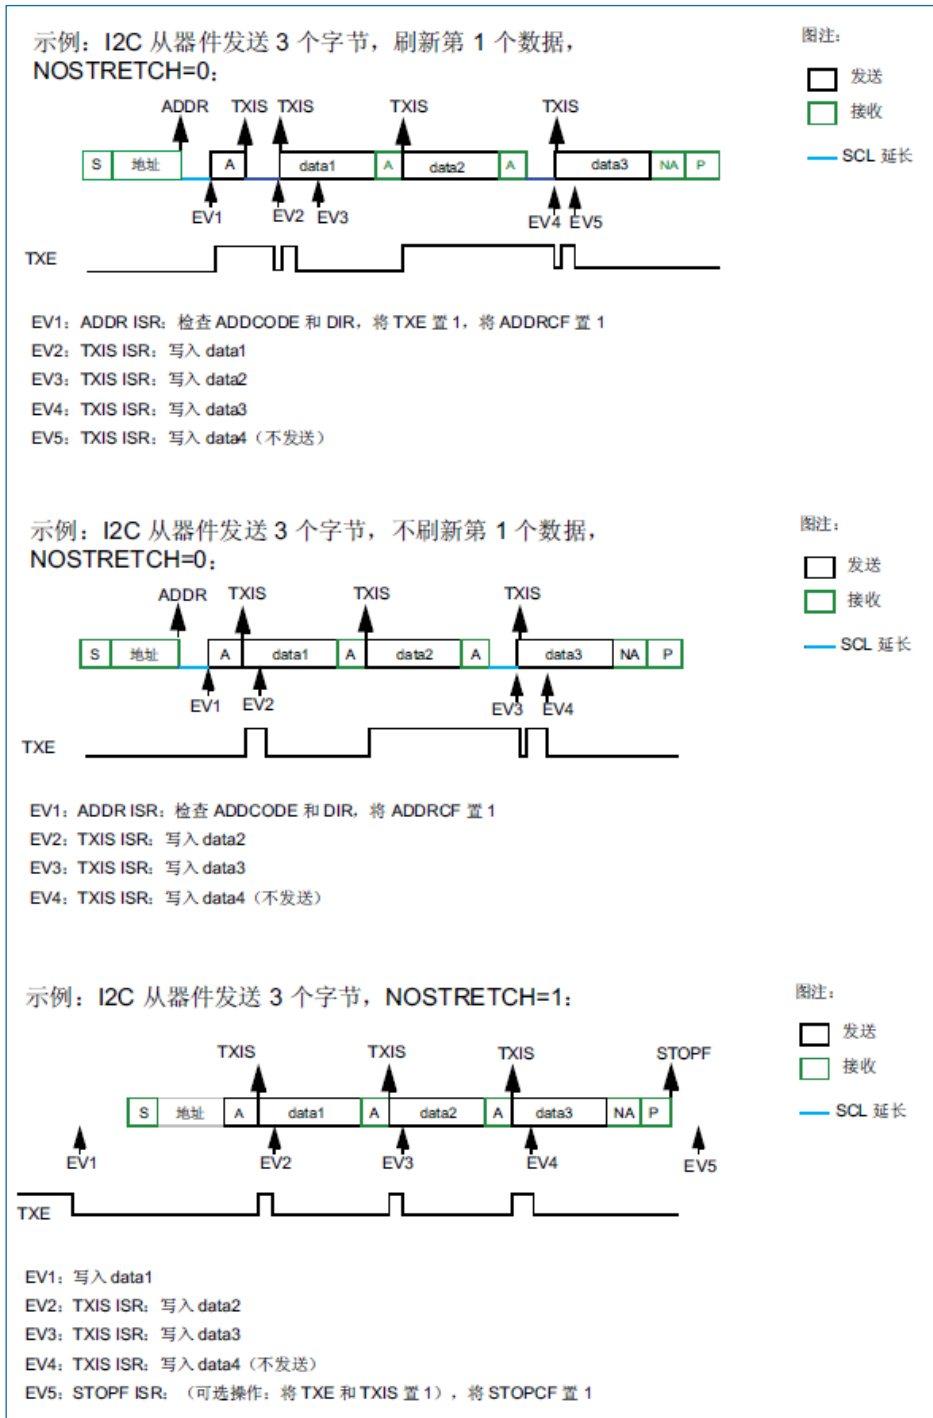 示例：I2C 从器件发送 3 个字节，刷新第 1 个数据，
NOSTRETCH=0：
图注：
发送
接收
SCL 延长
ADDR TXIS TXIS TXIS TXIS
S 地址 A data1 A data2 A data3 NA P
EV1 EV2 EV3 EV4 EV5
TXE
EV1：ADDR ISR：检查 ADDCODE 和 DIR，将 TXE 置 1，将 ADDRCF 置 1
EV2：TXIS ISR：写入 data1
EV3：TXIS ISR：写入 data2
EV4：TXIS ISR：写入 data3
EV5：TXIS ISR：写入 data4（不发送）
示例：I2C 从器件发送 3 个字节，不刷新第 1 个数据，
NOSTRETCH=0：
图注：
发送
接收
SCL 延长
ADDR TXIS TXIS TXIS
S 地址 A data1 A data2 A data3 NA P
EV1 EV2 EV3 EV4
TXE
EV1：ADDR ISR：检查 ADDCODE 和 DIR，将 ADDRCF 置 1
EV2：TXIS ISR：写入 data2
EV3：TXIS ISR：写入 data3
EV4：TXIS ISR：写入 data4（不发送）
示例：I2C 从器件发送 3 个字节，NOSTRETCH=1：
图注：
发送
接收
SCL 延长
TXIS TXIS TXIS STOPF
S 地址 A data1 A data2 A data3 NA P
EV1 EV2 EV3 EV4 EV5
TXE
EV1：写入 data1
EV2：TXIS ISR：写入 data2
EV3：TXIS ISR：写入 data3
EV4：TXIS ISR：写入 data4（不发送）
EV5：STOPF ISR：（可选操作：将 TXE 和 TXIS 置 1），将 STOPCF 置 1